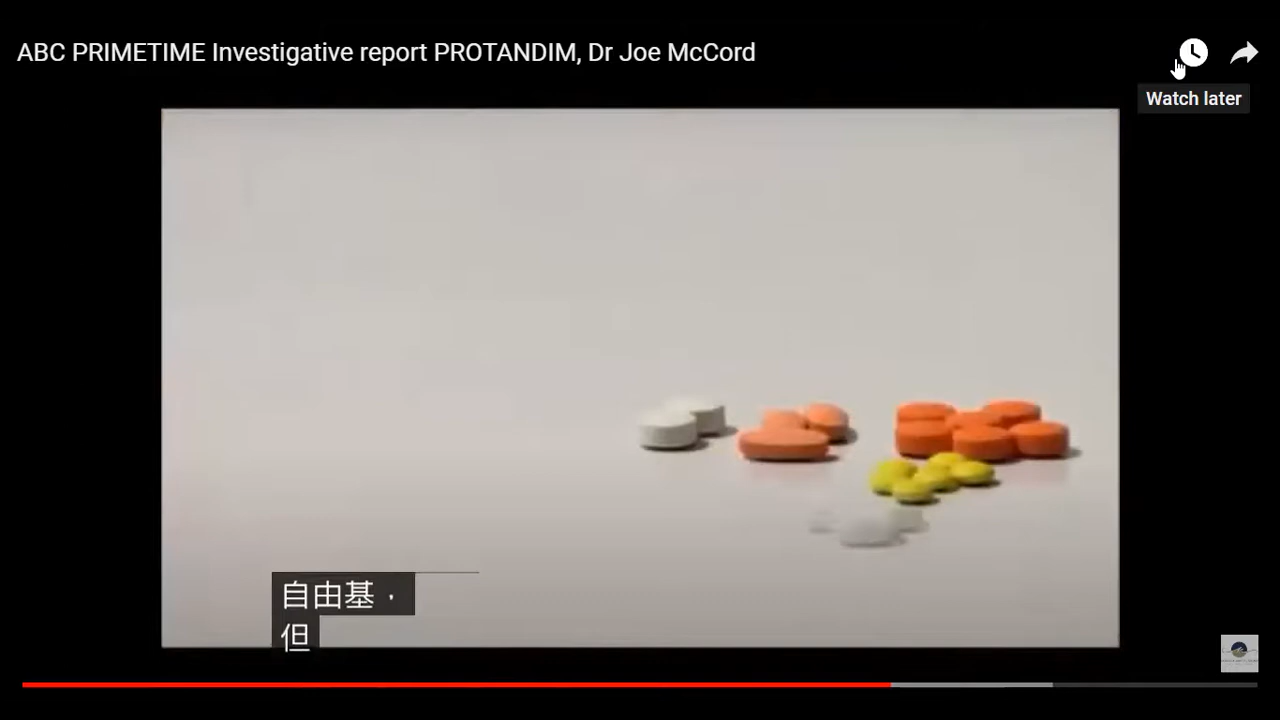 ABC PRIMETIME Investigative report PROTANDIM, Dr Joe McCord
Watch later
自由基，
但